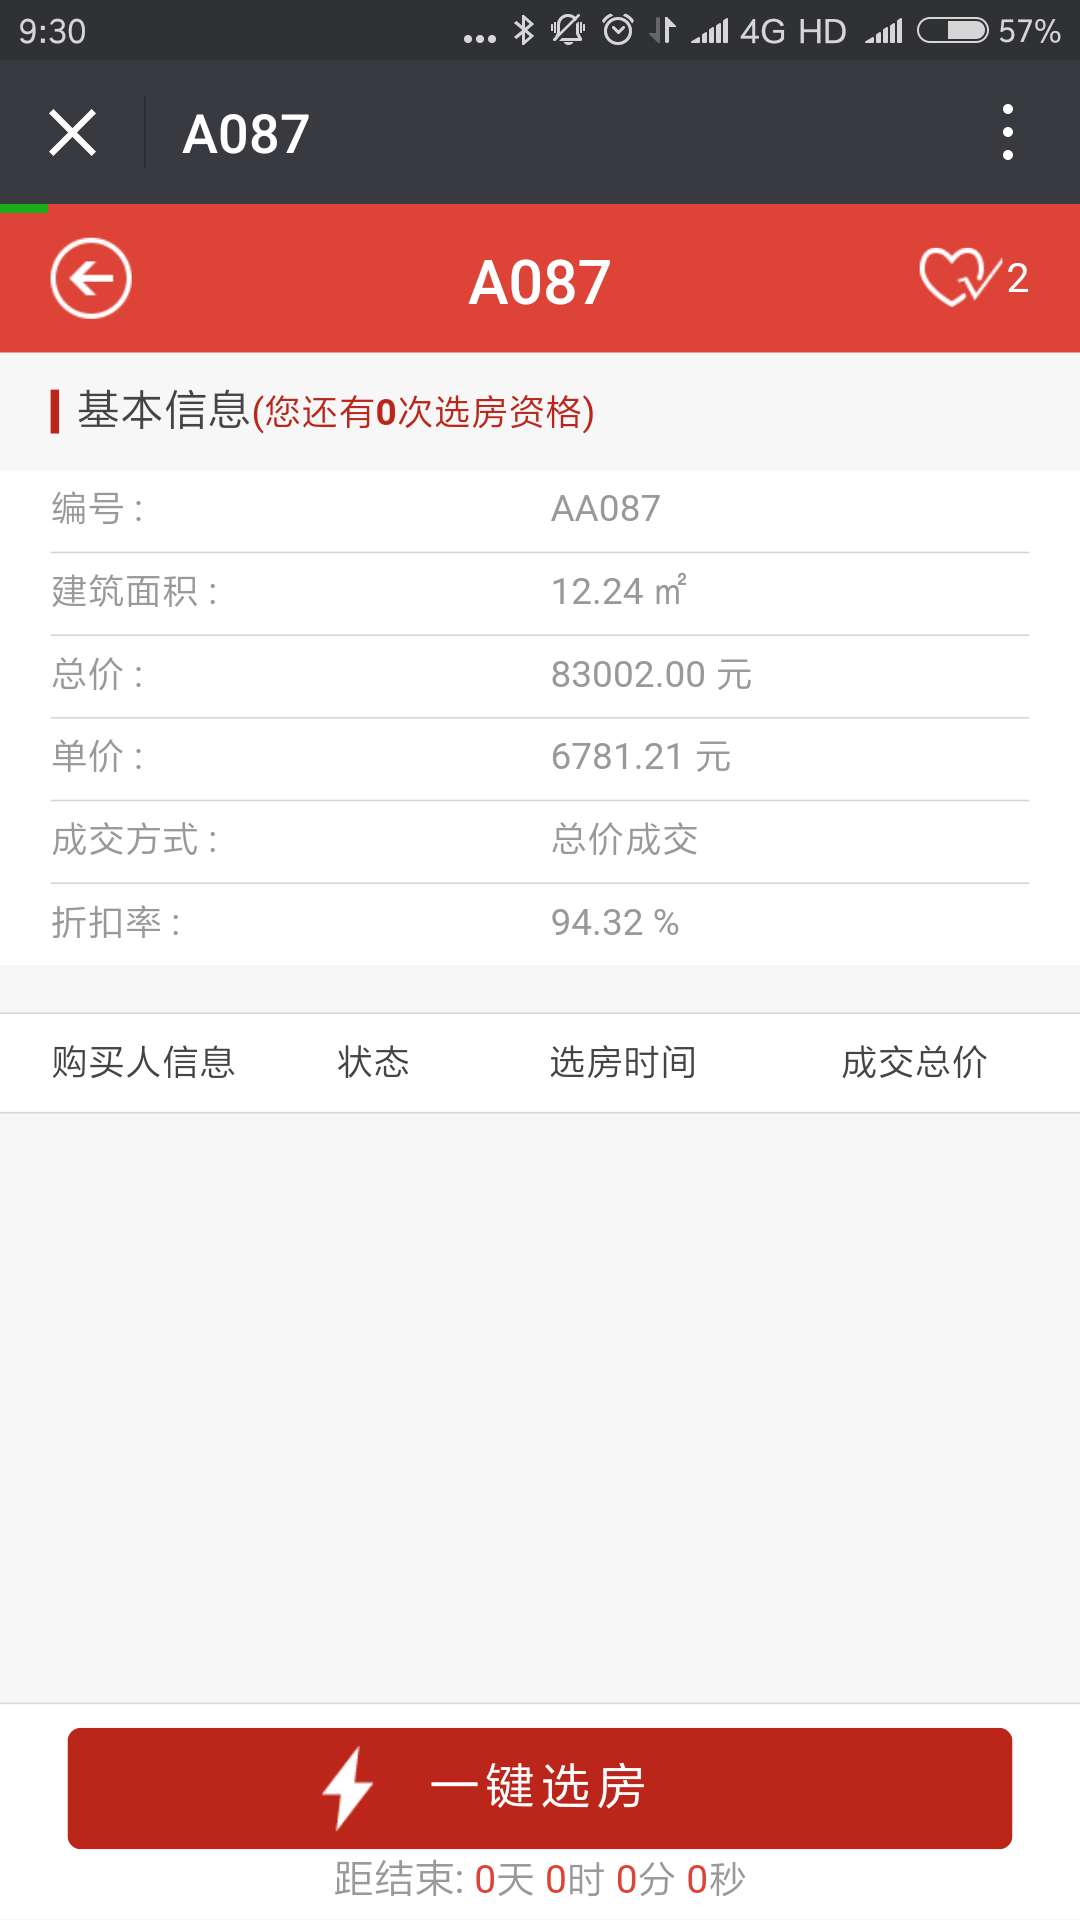 9:30 4G HD 57%
A087
A087 2
基本信息(您还有0次选房资格)
编号： AA087
建筑面积： 12.24 ㎡
总价： 83002.00 元
单价： 6781.21 元
成交方式： 总价成交
折扣率： 94.32 %
购买人信息 状态 选房时间 成交总价
一键选房
距结束: 0天 0时 0分 0秒